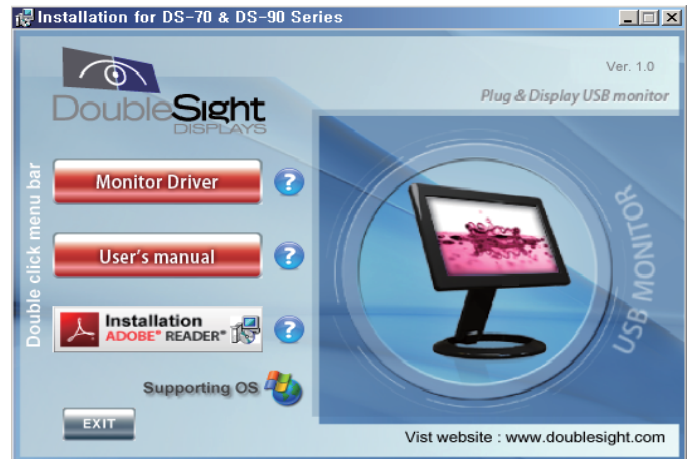 Installation for DS-70 & DS-90 Series
Ver. 1.0
Plug & Display USB monitor
DoubleSight
DISPLAYS
Double click menu bar
Monitor Driver
?
User's manual
?
Installation
ADOBE® READER®
?
Supporting OS
EXIT
USB MONITOR
Vist website : www.doublesight.com